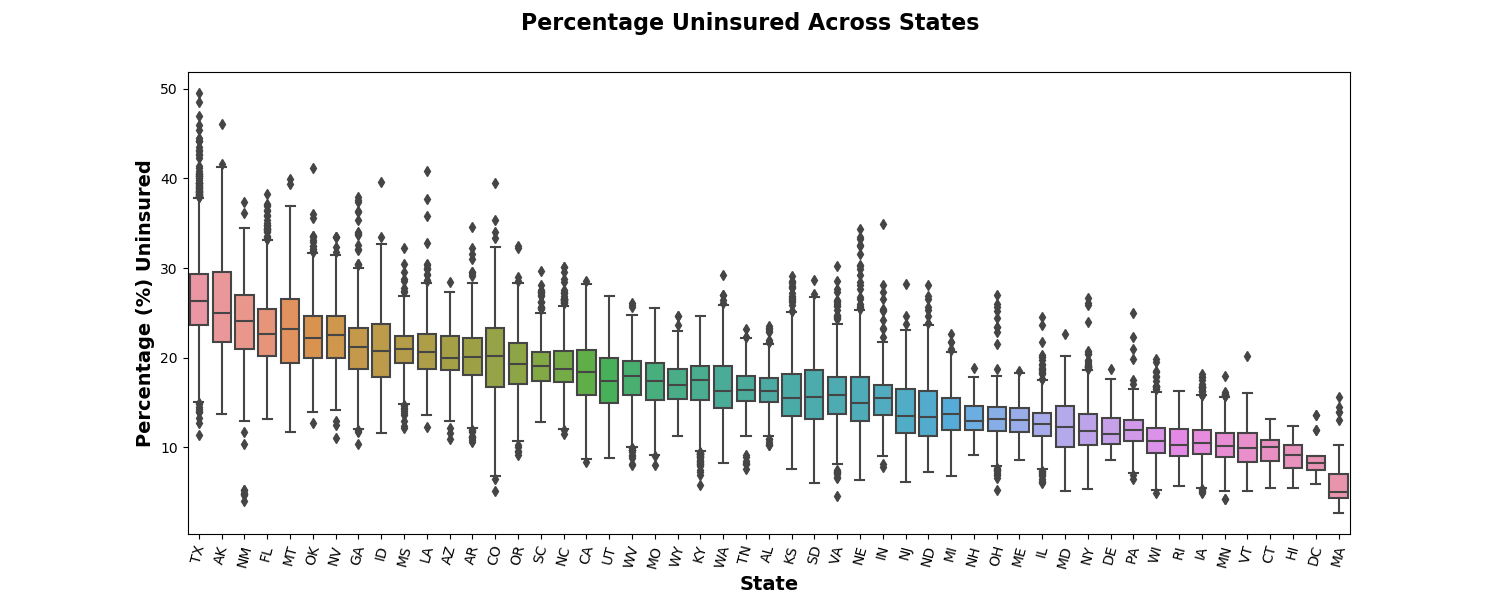 Percentage Uninsured Across States
Percentage (%) Uninsured
50
40
30
20
10
TX AK NM FL MT OK NV GA ID MS LA AZ AR CO OR SC NC CA UT WV MO WY KY WA TN AL KS SD VA NE IN NJ ND MI NH OH ME IL MD NY DE PA WI RI IA MN VT CT HI DC MA
State